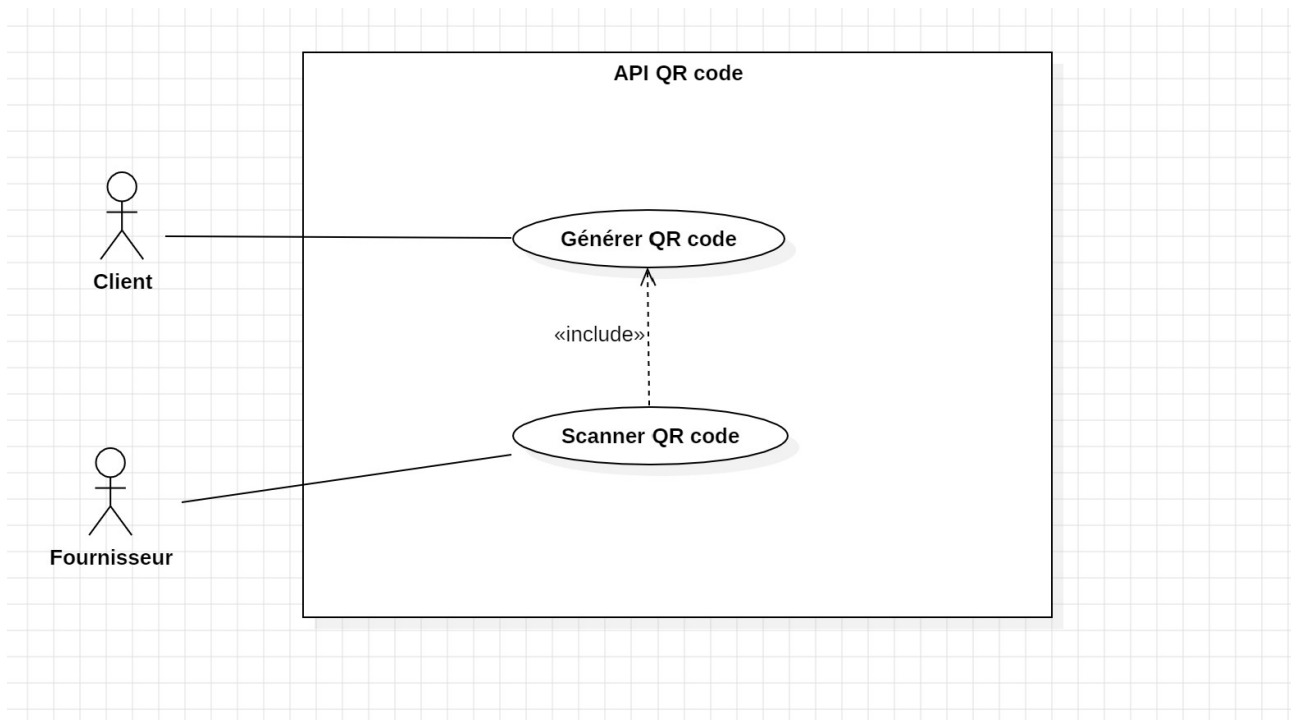 API QR code
Client
Générer QR code
«include»
Scanner QR code
Fournisseur